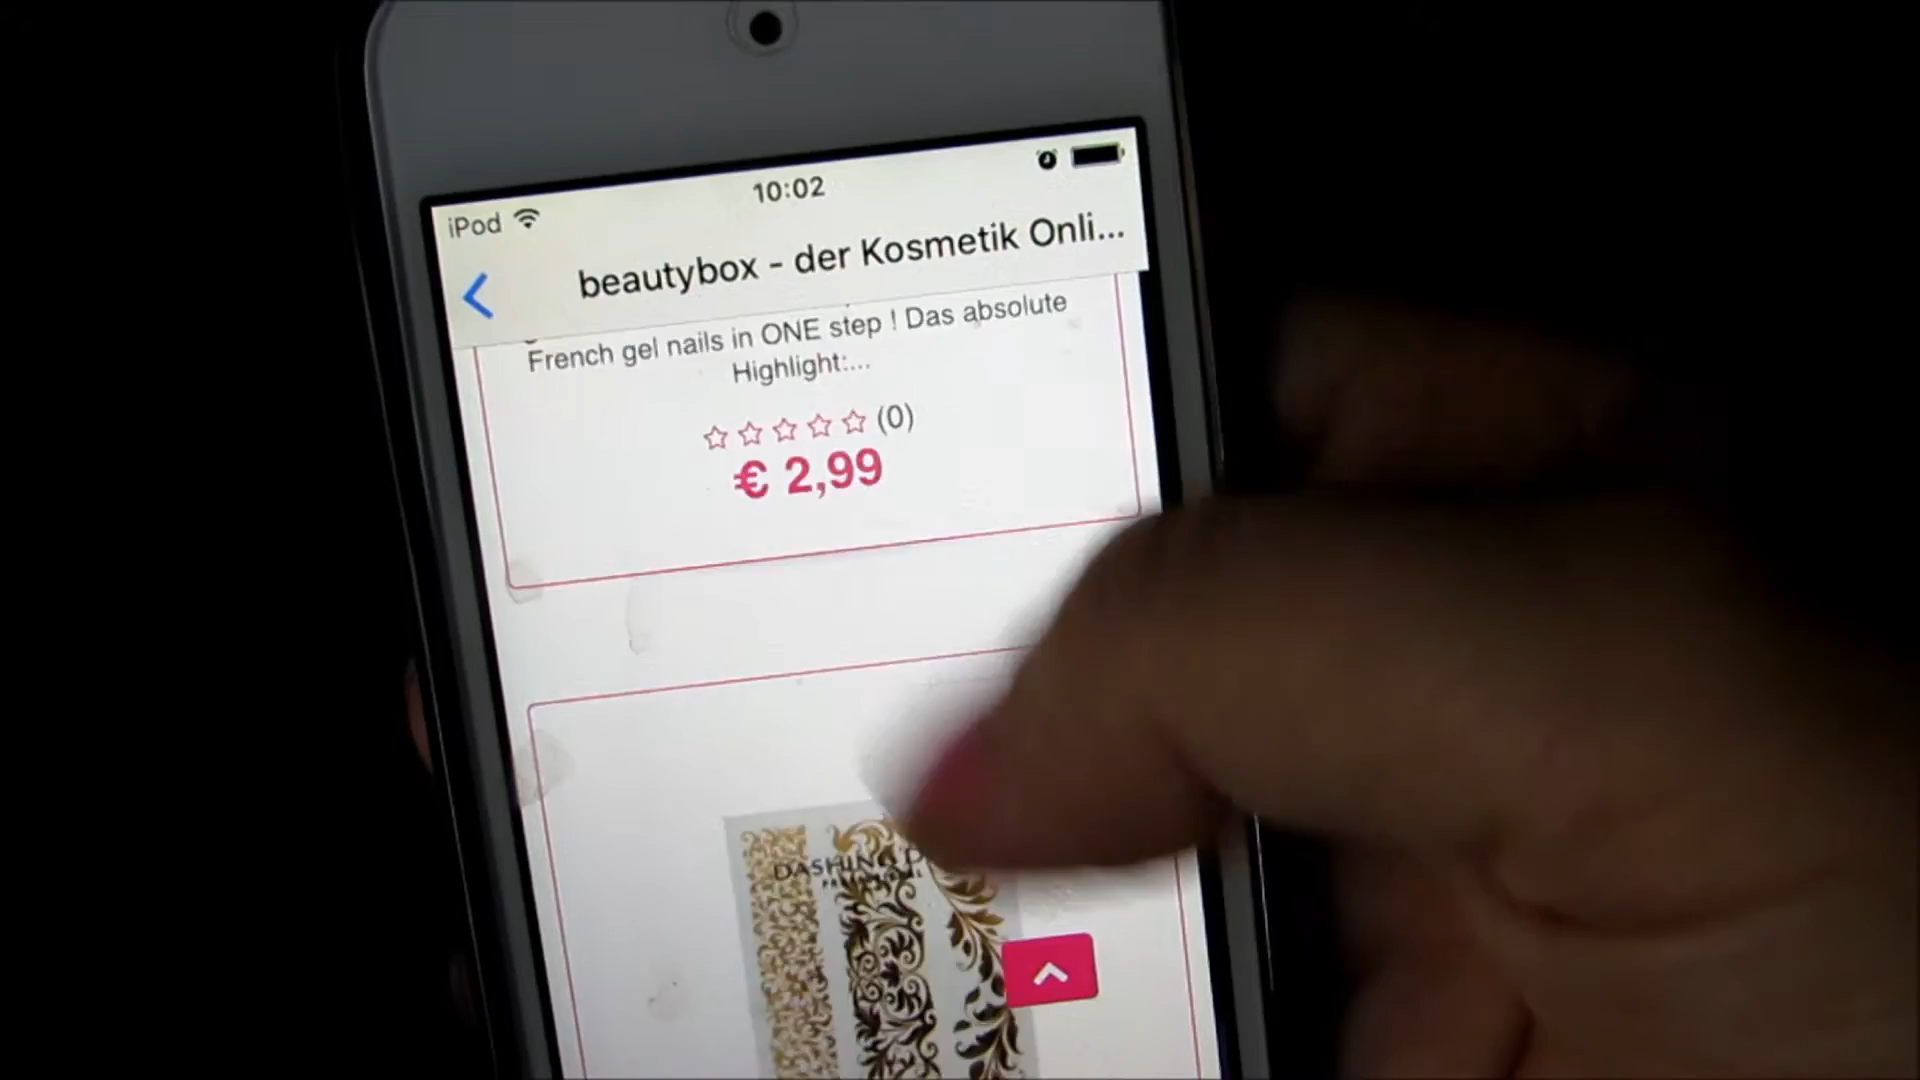 iPod
10:02
beautybox - der Kosmetik Onli...
French gel nails in ONE step ! Das absolute
Highlight:...
(0)
€ 2,99
DASHING